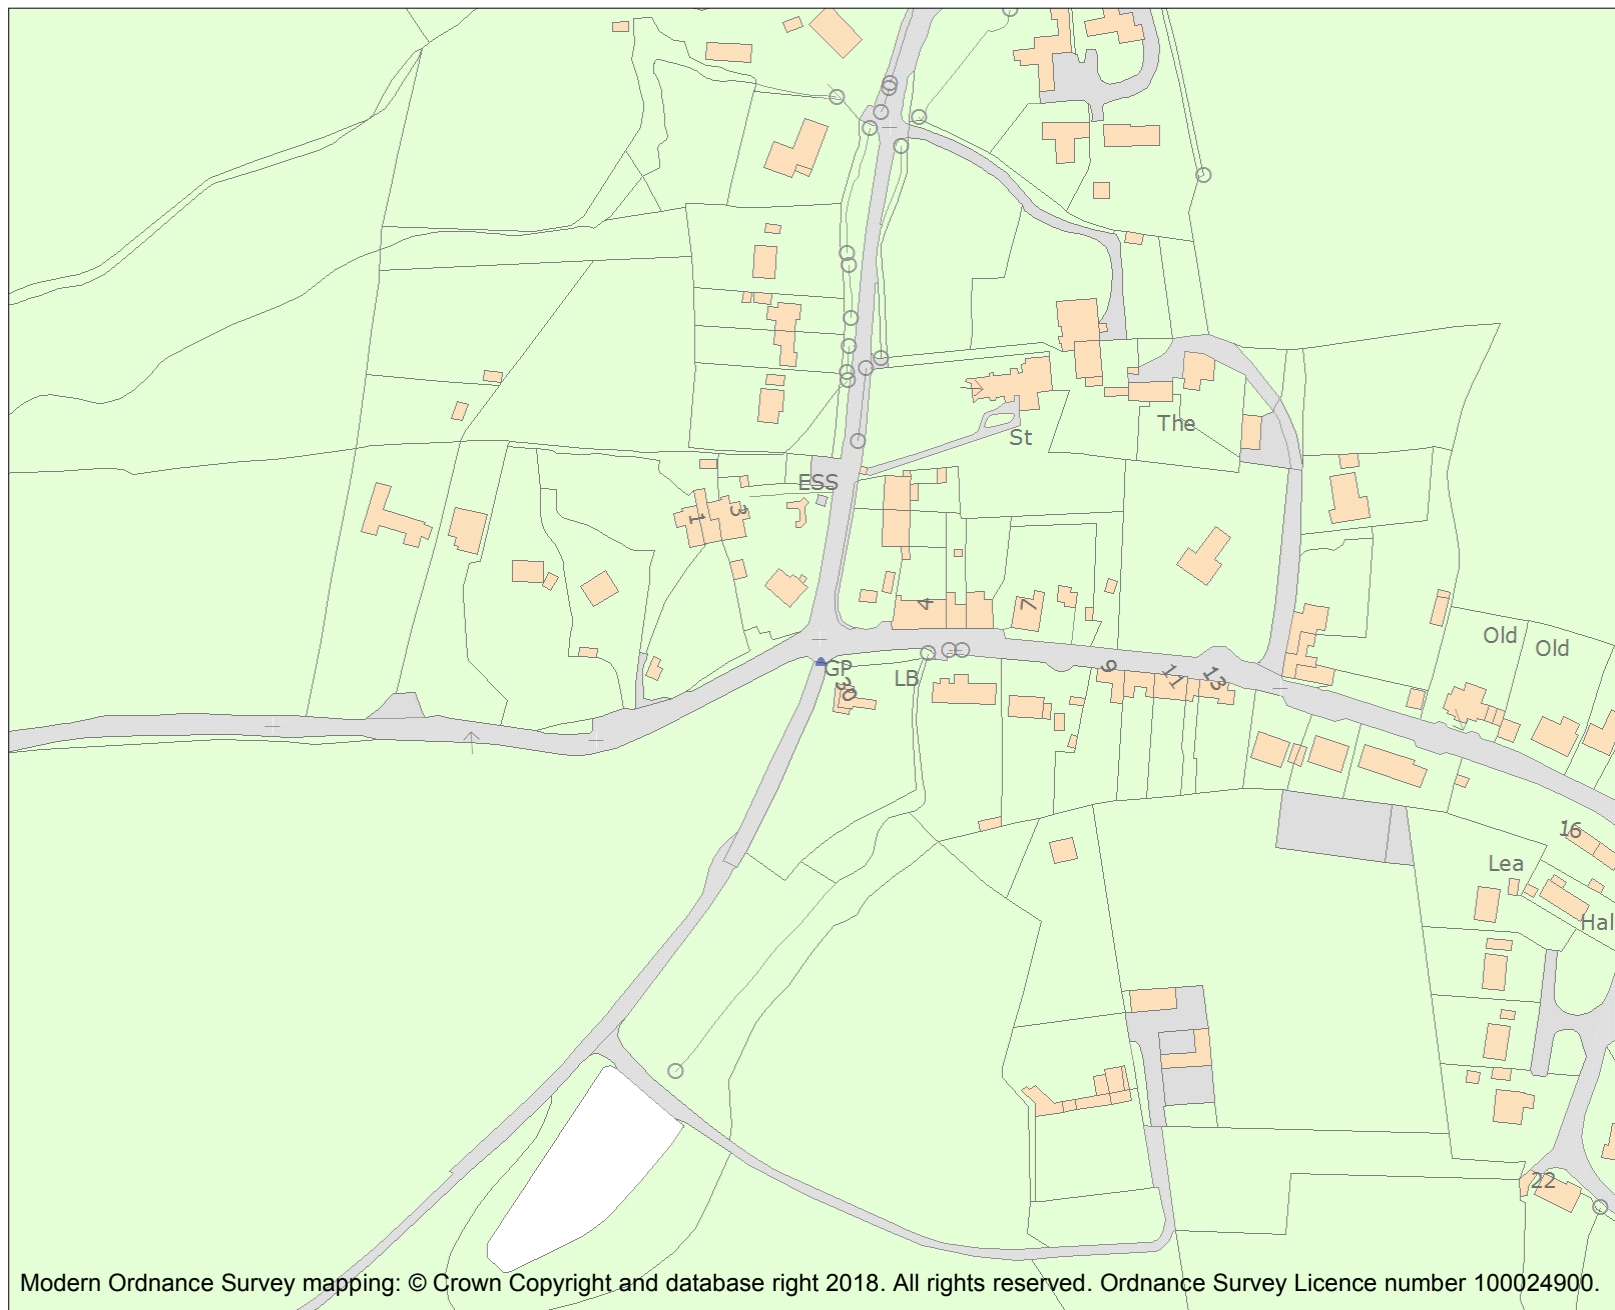 St
The
ESS
1
3
4
7
Old
Old
GP
30
LB
9
11
13
16
Lea
Hal
22
Modern Ordnance Survey mapping: © Crown Copyright and database right 2018. All rights reserved. Ordnance Survey Licence number 100024900.